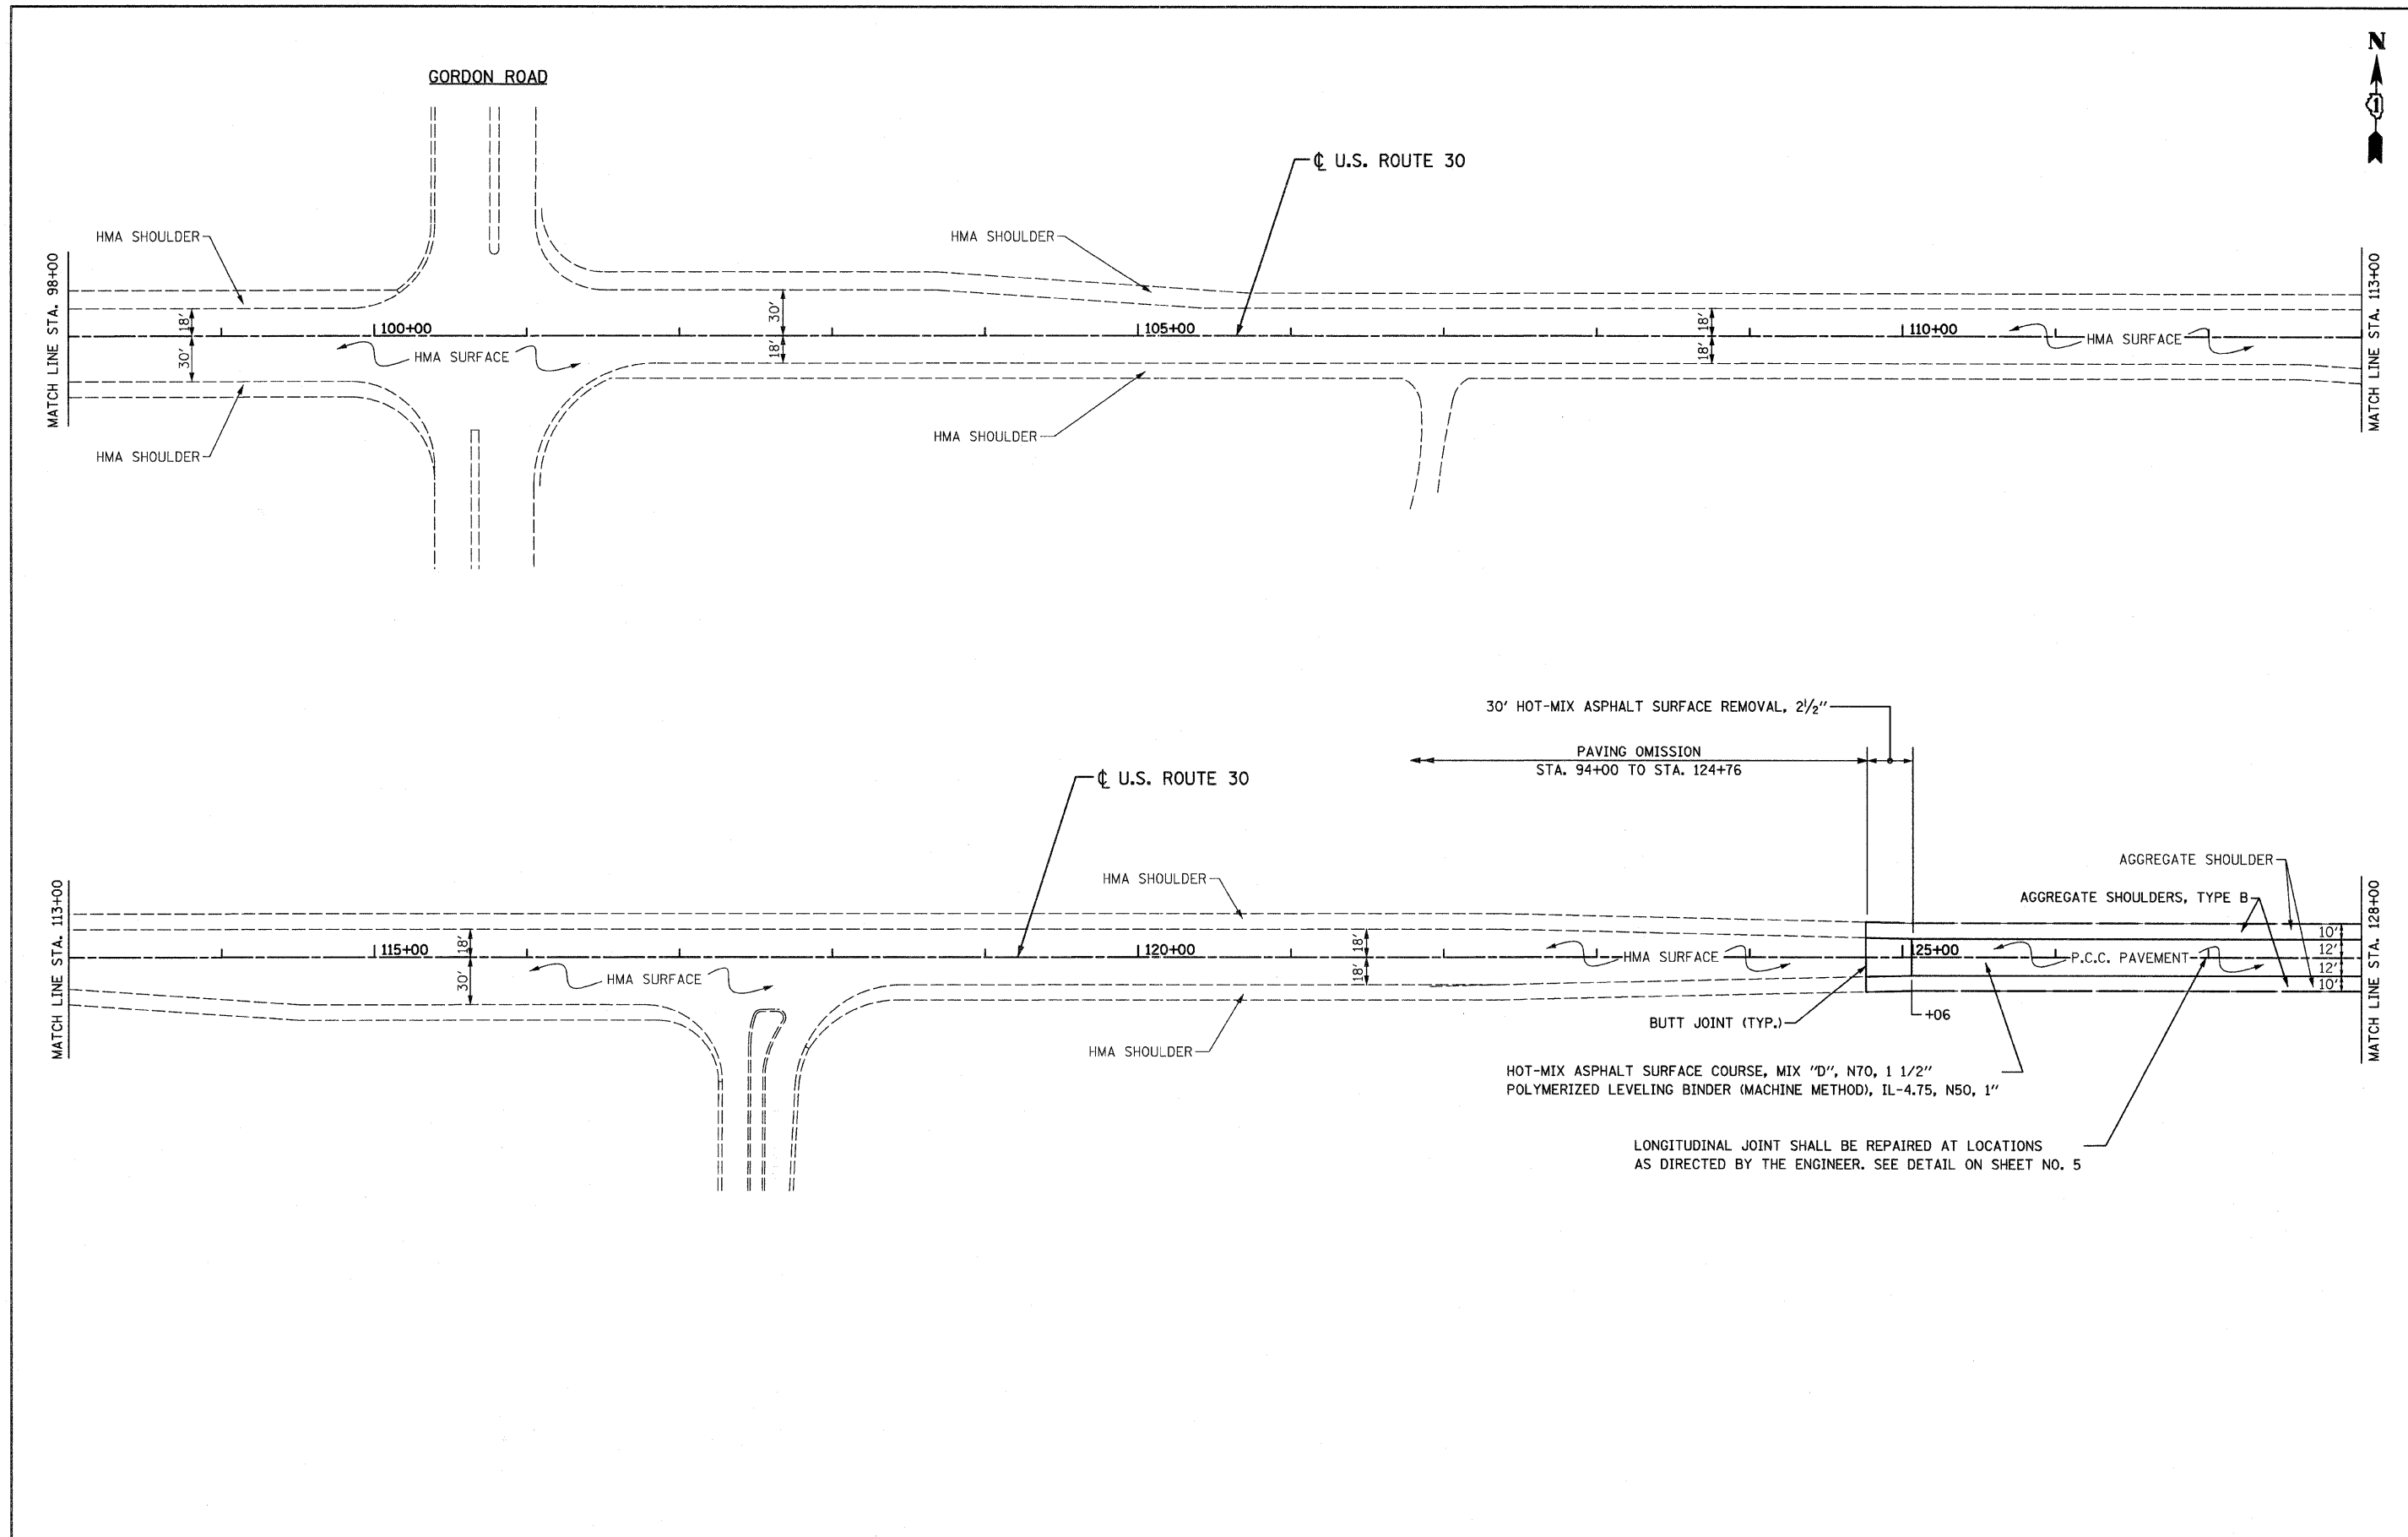 N
1
GORDON ROAD
℄ U.S. ROUTE 30
HMA SHOULDER
HMA SHOULDER
MATCH LINE STA. 98+00
MATCH LINE STA. 113+00
18'
30'
18'
100+00
105+00
110+00
30'
18'
18'
HMA SURFACE
HMA SURFACE
HMA SHOULDER
HMA SHOULDER
30' HOT-MIX ASPHALT SURFACE REMOVAL, 2½"
PAVING OMISSION
STA. 94+00 TO STA. 124+76
℄ U.S. ROUTE 30
HMA SHOULDER
AGGREGATE SHOULDER
AGGREGATE SHOULDERS, TYPE B
MATCH LINE STA. 113+00
MATCH LINE STA. 128+00
18'
18'
10'
115+00
120+00
125+00
12'
HMA SURFACE
P.C.C. PAVEMENT
30'
18'
12'
HMA SURFACE
10'
+06
BUTT JOINT (TYP.)
HMA SHOULDER
HOT-MIX ASPHALT SURFACE COURSE, MIX "D", N70, 1 1/2"
POLYMERIZED LEVELING BINDER (MACHINE METHOD), IL-4.75, N50, 1"
LONGITUDINAL JOINT SHALL BE REPAIRED AT LOCATIONS
AS DIRECTED BY THE ENGINEER. SEE DETAIL ON SHEET NO. 5